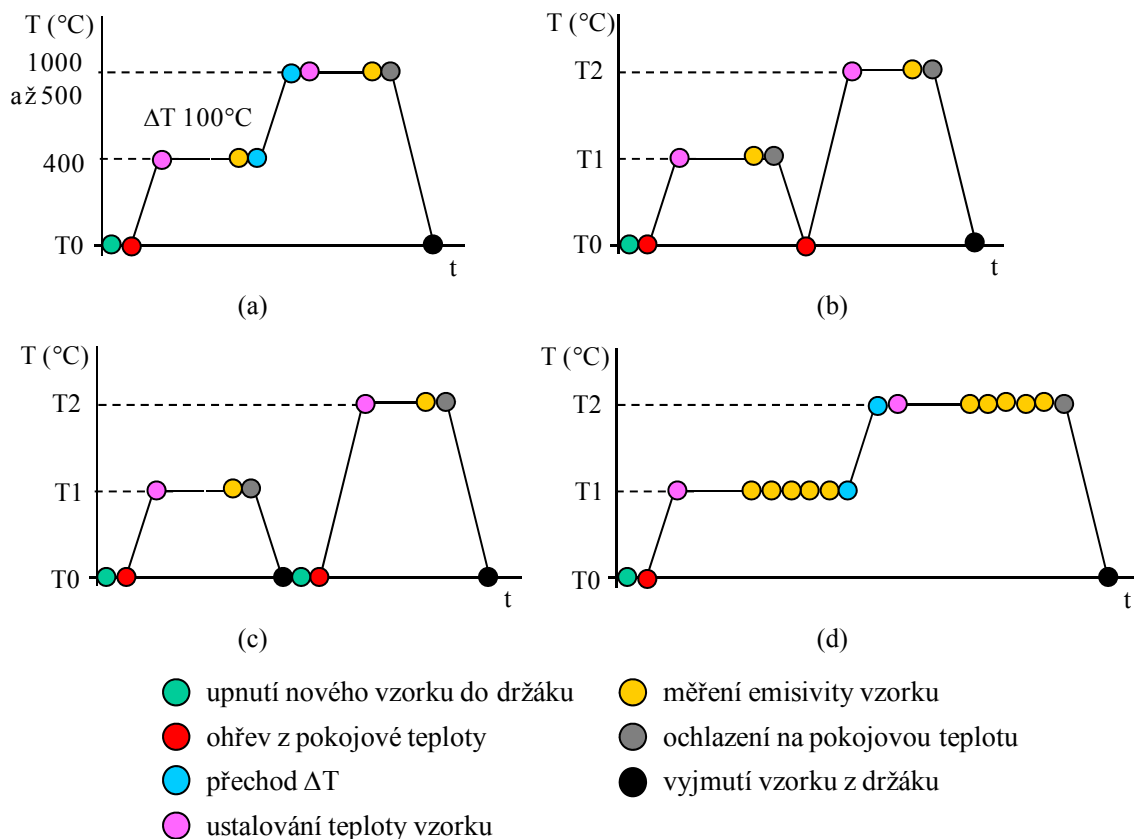 T (°C)
1000
až 500
ΔT 100°C
400
T0
t
(a)
T (°C)
T2
T1
T0
t
(b)
T (°C)
T2
T1
T0
t
(c)
T (°C)
T2
T1
T0
t
(d)
upnutí nového vzorku do držáku
ohřev z pokojové teploty
přechod ΔT
ustalování teploty vzorku
měření emisivity vzorku
ochlazení na pokojovou teplotu
vyjmutí vzorku z držáku